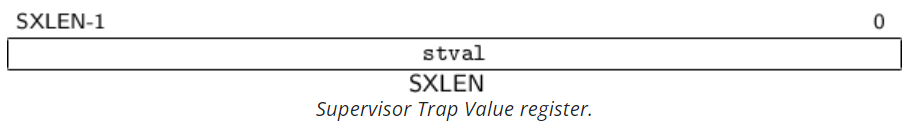 SXLEN-1 0
stval
SXLEN
Supervisor Trap Value register.